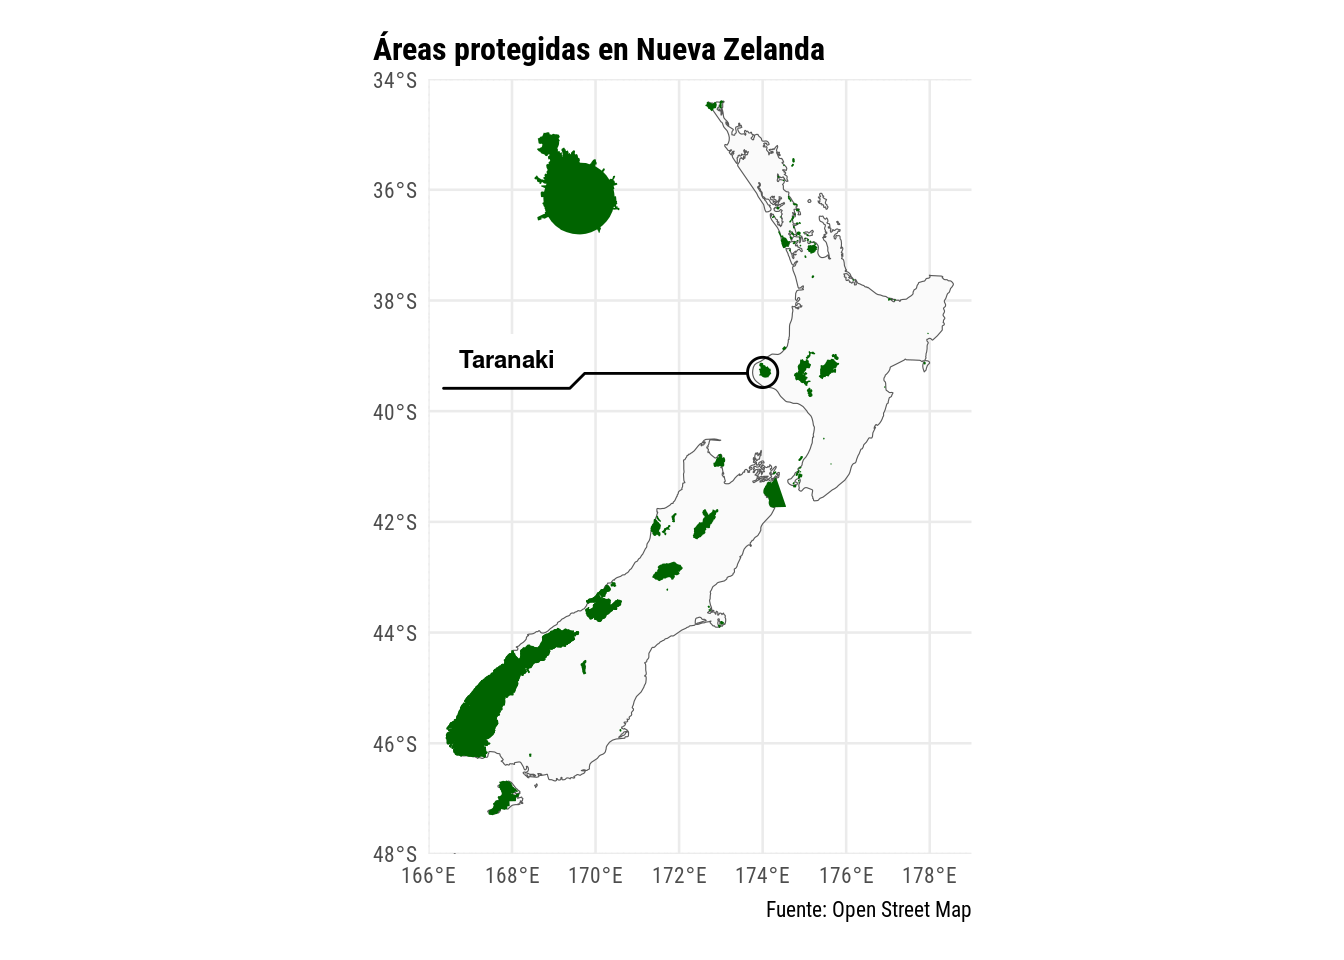 Áreas protegidas en Nueva Zelanda
34°S
36°S
38°S
Taranaki
40°S
42°S
44°S
46°S
48°S
166°E 168°E 170°E 172°E 174°E 176°E 178°E
Fuente: Open Street Map